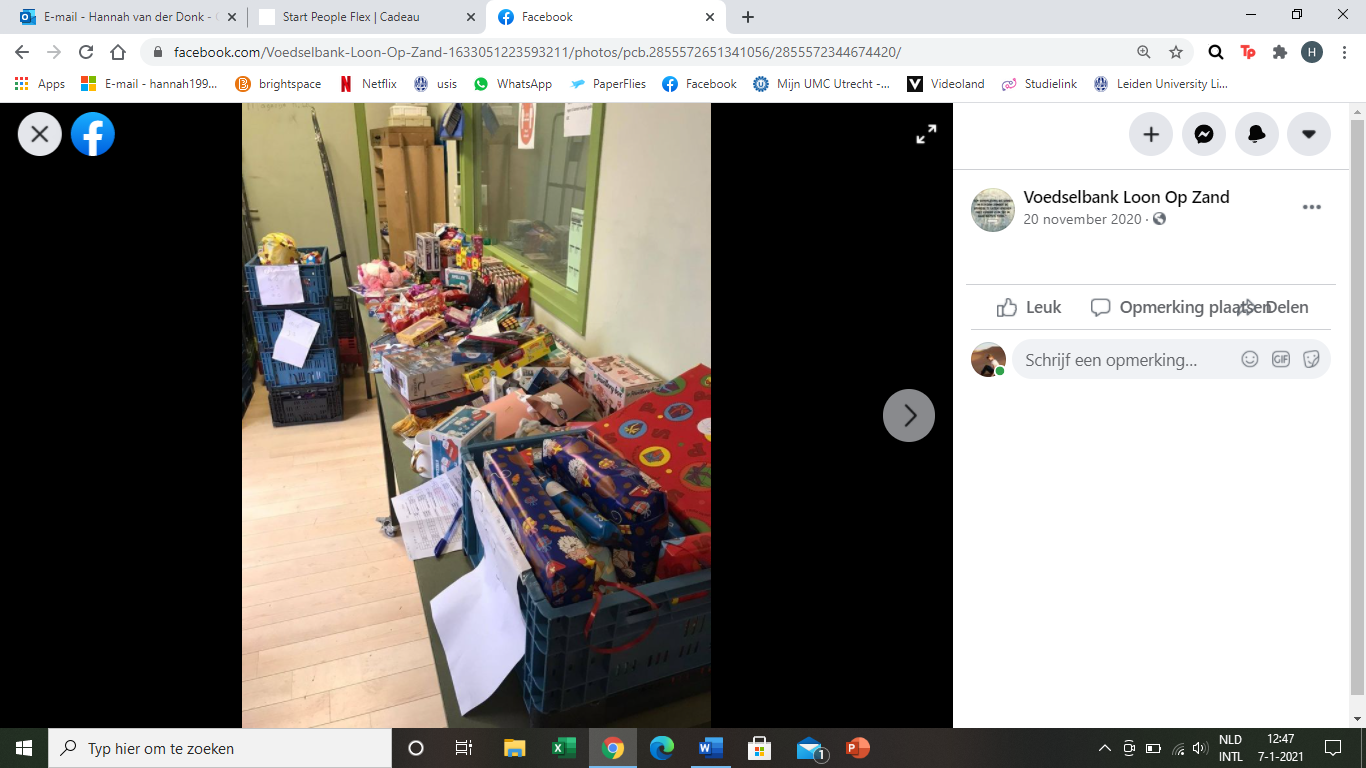 E-mail - Hannah van der Donk -
Start People Flex | Cadeau
Facebook
facebook.com/Voedselbank-Loon-Op-Zand-1633051223593211/photos/pcb.2855572651341056/2855572344674420/
H
Apps
E-mail - hannah199...
brightspace
Netflix
usis
WhatsApp
PaperFlies
Facebook
Mijn UMC Utrecht -...
Videoland
Studielink
Leiden University Li...
Voedselbank Loon Op Zand
20 november 2020 ·
Leuk
Opmerking plaatsen
Delen
Schrijf een opmerking...
GIF
Typ hier om te zoeken
1
NLD
INTL
12:47
7-1-2021